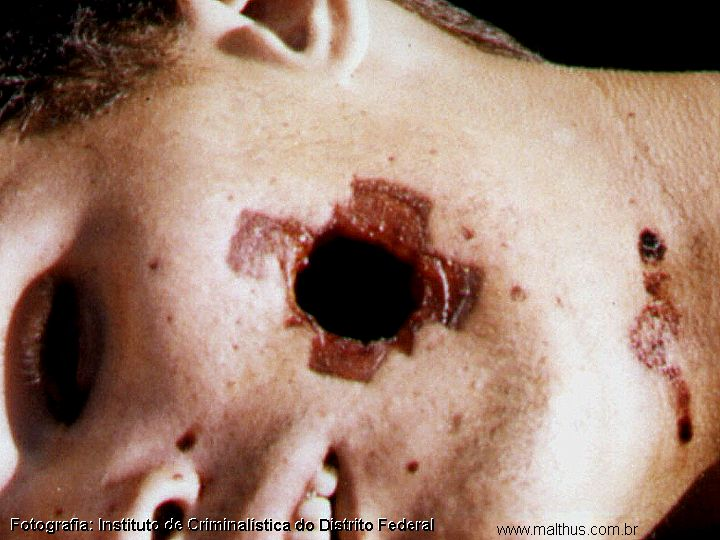 Fotografia: Instituto de Criminalística do Distrito Federal
www.malthus.com.br